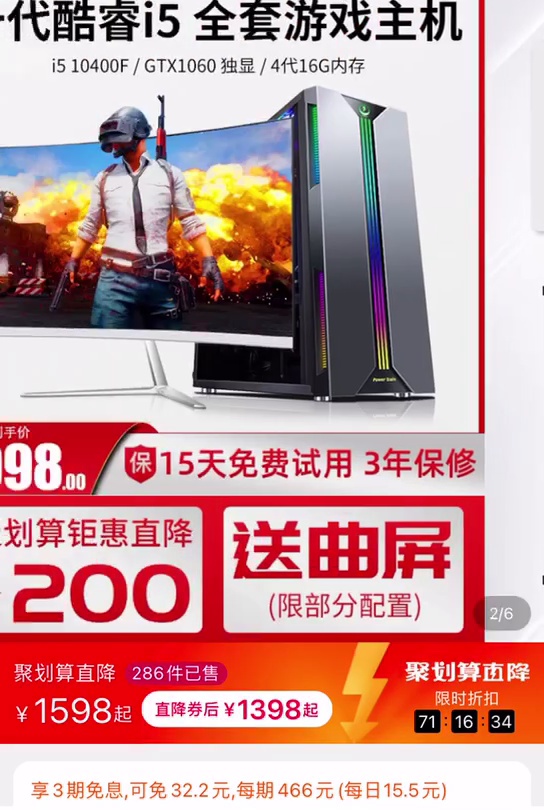 代酷睿i5 全套游戏主机
i5 10400F / GTX1060 独显 / 4代16G内存
Power Train
到手价
998.00
保 15天免费试用 3年保修
划算钜惠直降
200
送曲屏
(限部分配置)
2/6
聚划算直降 286件已售
¥1598起 直降券后¥1398起
聚划算直降
限时折扣
71:16:34
享3期免息,可免32.2元,每期466元(每日15.5元)